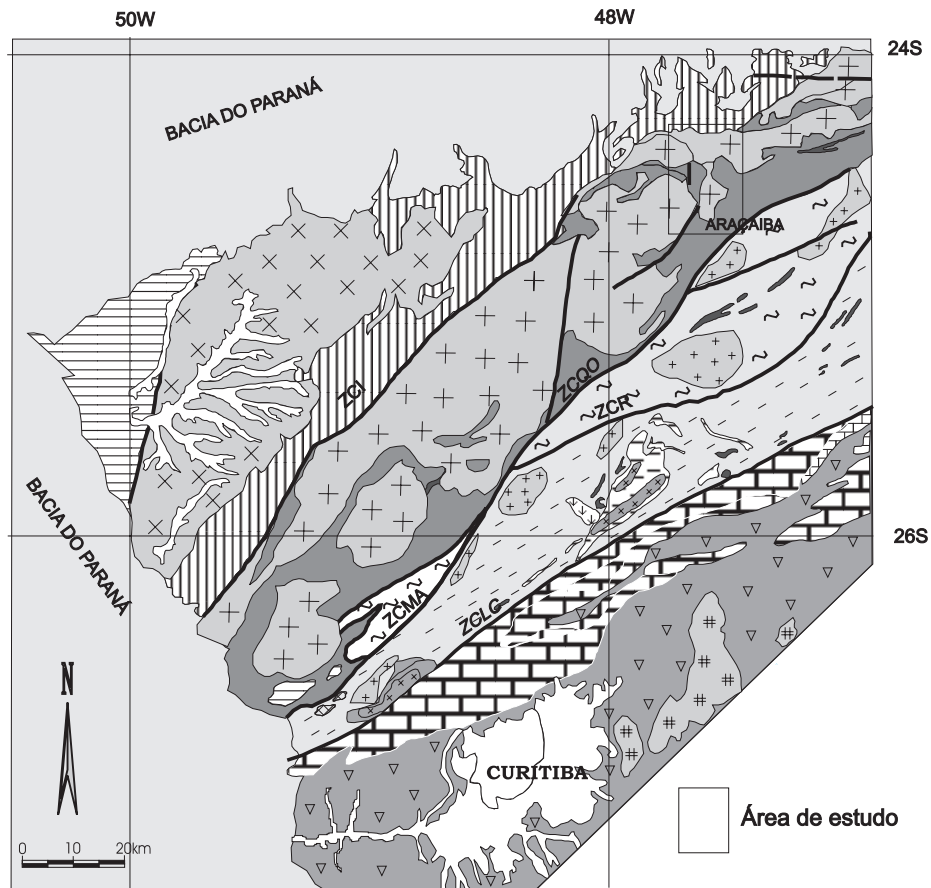 50W
48W
24S
BACIA DO PARANÁ
ARAÇAIBA
ZCI
ZCQO
ZCR
BACIA DO PARANÁ
26S
ZCMA
ZGLC
N
CURITIBA
Área de estudo
0 10 20km